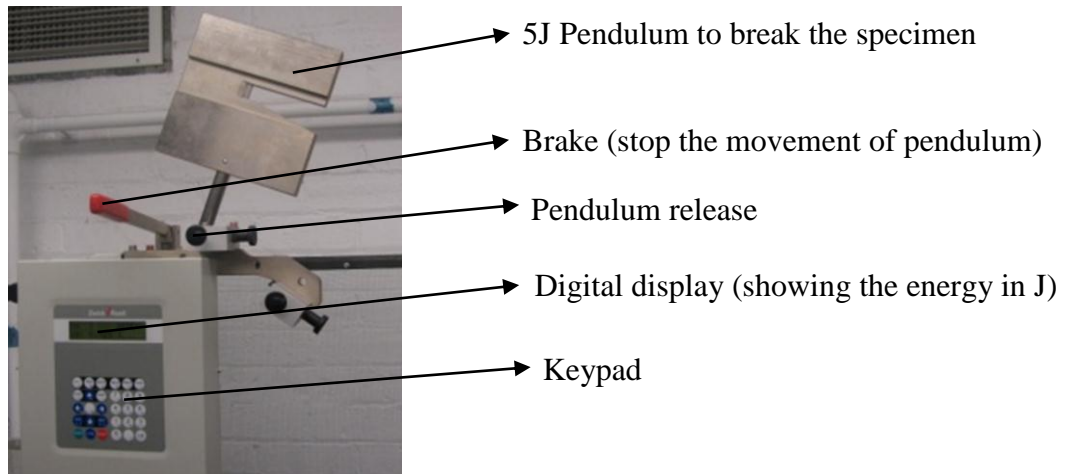 5J Pendulum to break the specimen
Brake (stop the movement of pendulum)
Pendulum release
Digital display (showing the energy in J)
Keypad